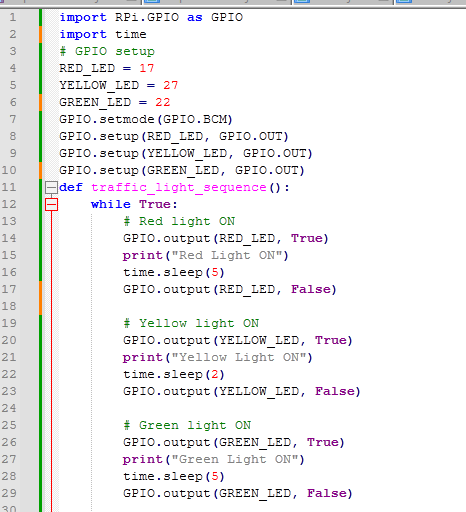 1 import RPi.GPIO as GPIO
2 import time
3 # GPIO setup
4 RED_LED = 17
5 YELLOW_LED = 27
6 GREEN_LED = 22
7 GPIO.setmode(GPIO.BCM)
8 GPIO.setup(RED_LED, GPIO.OUT)
9 GPIO.setup(YELLOW_LED, GPIO.OUT)
10 GPIO.setup(GREEN_LED, GPIO.OUT)
11 def traffic_light_sequence():
12     while True:
13         # Red light ON
14         GPIO.output(RED_LED, True)
15         print("Red Light ON")
16         time.sleep(5)
17         GPIO.output(RED_LED, False)
18
19         # Yellow light ON
20         GPIO.output(YELLOW_LED, True)
21         print("Yellow Light ON")
22         time.sleep(2)
23         GPIO.output(YELLOW_LED, False)
24
25         # Green light ON
26         GPIO.output(GREEN_LED, True)
27         print("Green Light ON")
28         time.sleep(5)
29         GPIO.output(GREEN_LED, False)
30